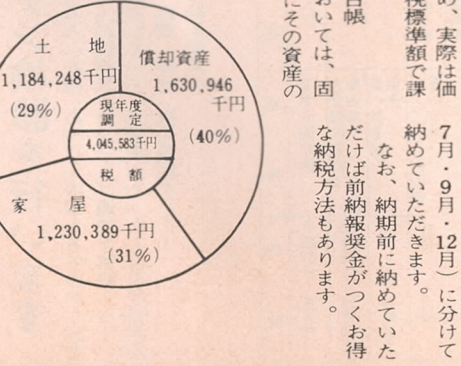 め、実際は価
税標準額で課
台帳
おいては、固
にその資産の
7月・9月・12月）に分けて
納めていただきます。
なお、納期前に納めていた
だけば前納報奨金がつくお得
な納税方法もあります。
土地
1,184,248千円
(29%)
償却資産
1,630,946
千円
(40%)
現年度
調定
4,045,583千円
税額
家屋
1,230,389千円
(31%)